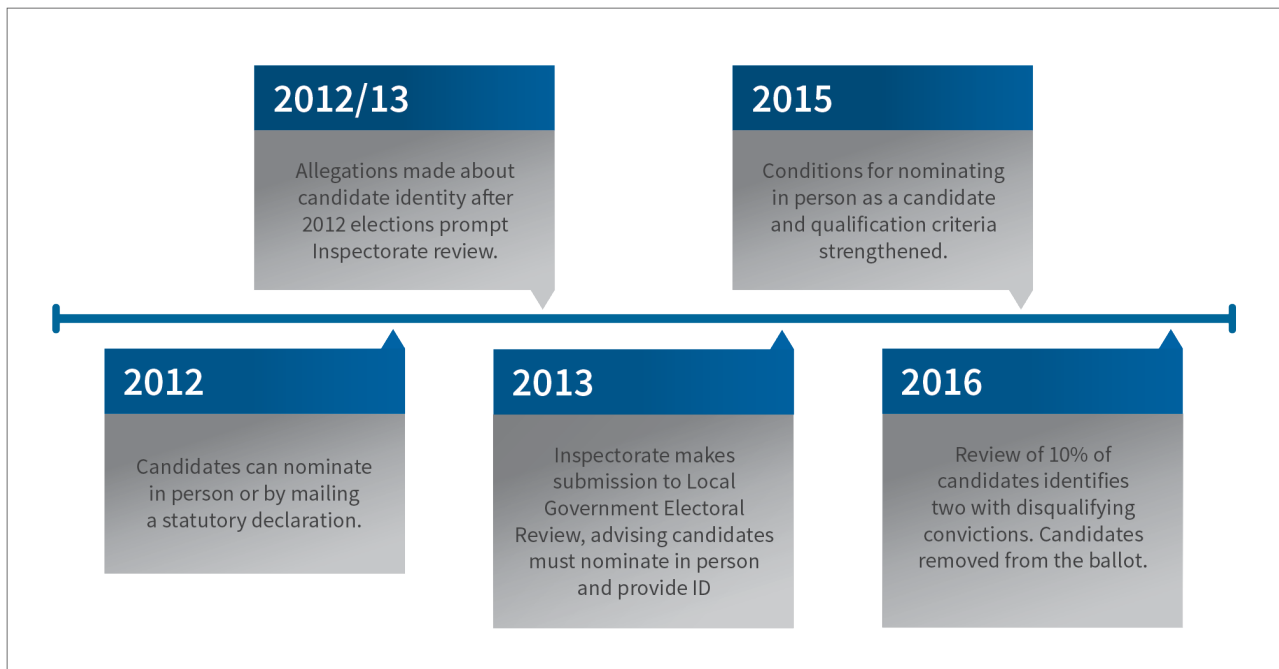 2012/13
Allegations made about
candidate identity after
2012 elections prompt
Inspectorate review.
2015
Conditions for nominating
in person as a candidate
and qualification criteria
strengthened.
2012
Candidates can nominate
in person or by mailing
a statutory declaration.
2013
Inspectorate makes
submission to Local
Government Electoral
Review, advising candidates
must nominate in person
and provide ID
2016
Review of 10% of
candidates identifies
two with disqualifying
convictions. Candidates
removed from the ballot.